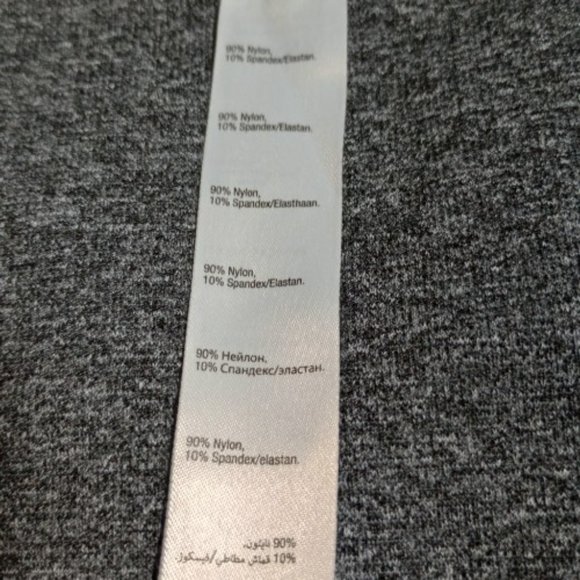 90% Nylon,
10% Spandex/Elastan.
90% Nylon,
10% Spandex/Elastan.
90% Nylon,
10% Spandex/Elasthaan.
90% Nylon,
10% Spandex/Elastan.
90% Нейлон,
10% Спандекс/эластан.
90% Nylon,
10% Spandex/elastan.
90% نايلون،
10% قماش مطاطي/فيسكوز.